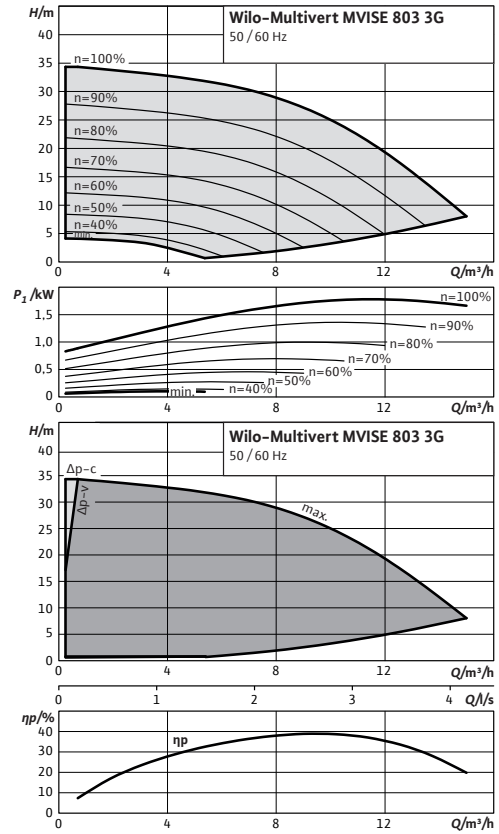 H/m
Wilo-Multivert MVISE 803 3G
50 / 60 Hz
40
35
n=100%
30
n=90%
25
n=80%
20
n=70%
15
n=60%
10
n=50%
5
n=40%
min.
0
0 4 8 12 Q/m³/h
P1 /kW
n=100%
1,5
n=90%
1,0
n=80%
n=70%
0,5
n=60%
n=50%
n=40%
min.
0
0 4 8 12 Q/m³/h
H/m
Wilo-Multivert MVISE 803 3G
50 / 60 Hz
40
Δp-c
35
Δp-v
30
max.
25
20
15
10
5
0
0 4 8 12 Q/m³/h
0 1 2 3 4 Q/l/s
ηp/%
40
ηp
30
20
10
0
0 4 8 12 Q/m³/h